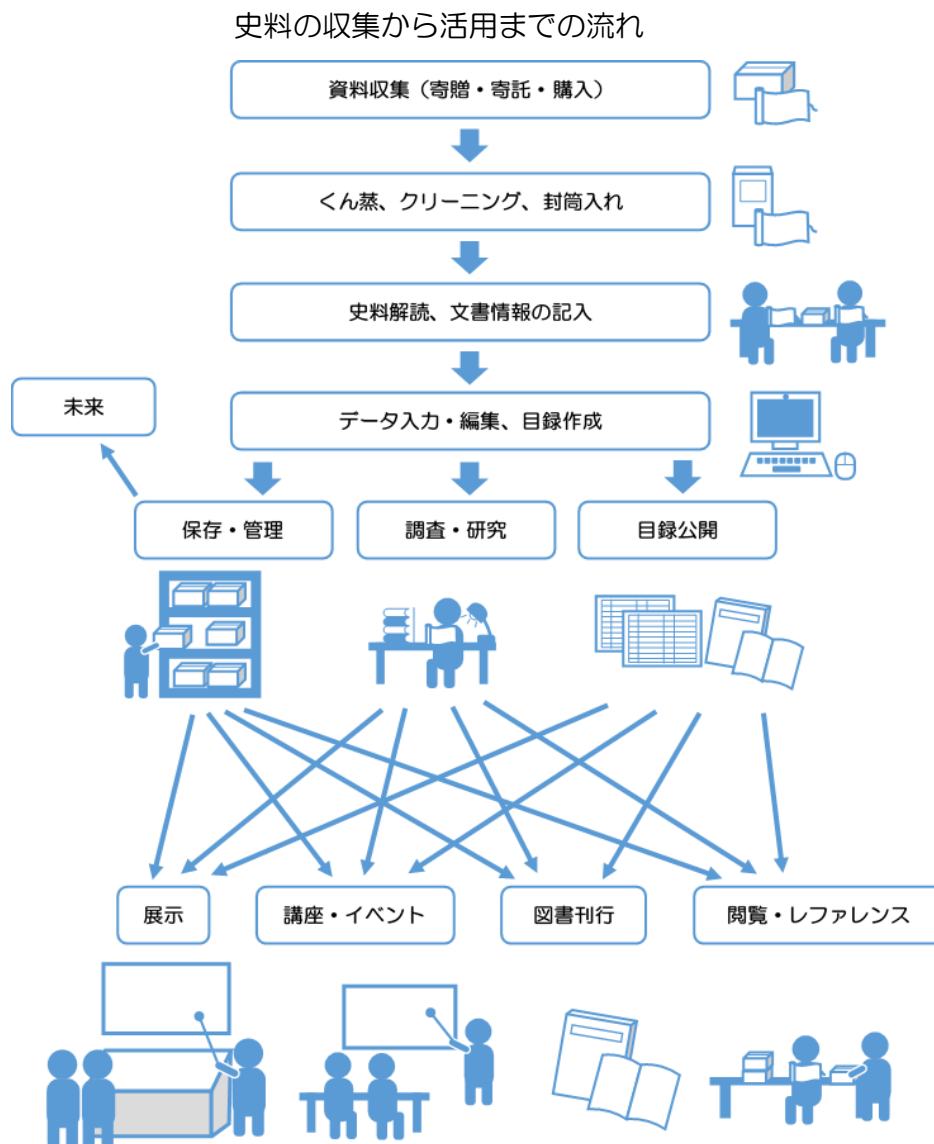 史料の収集から活用までの流れ
資料収集（寄贈・寄託・購入）
くん蒸、クリーニング、封筒入れ
史料解読、文書情報の記入
未来
データ入力・編集、目録作成
保存・管理
調査・研究
目録公開
展示
講座・イベント
図書刊行
閲覧・レファレンス